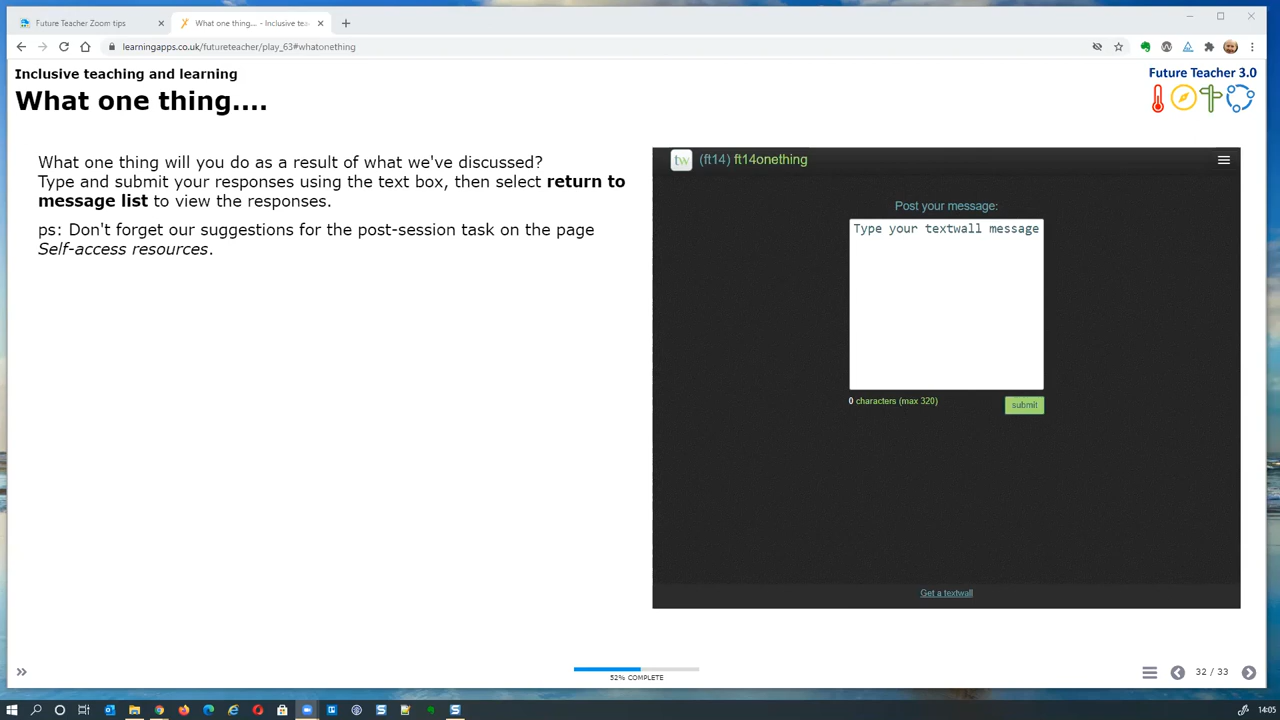 Future Teacher Zoom tips
What one thing... - Inclusive tea
learningapps.co.uk/futureteacher/play_63#whatonething
Inclusive teaching and learning
What one thing....
Future Teacher 3.0
What one thing will you do as a result of what we've discussed?
Type and submit your responses using the text box, then select return to
message list to view the responses.
ps: Don't forget our suggestions for the post-session task on the page
Self-access resources.
tw (ft14) ft14onething
Post your message:
Type your textwall message
0 characters (max 320)
submit
Get a textwall
52% COMPLETE
32 / 33
14:05